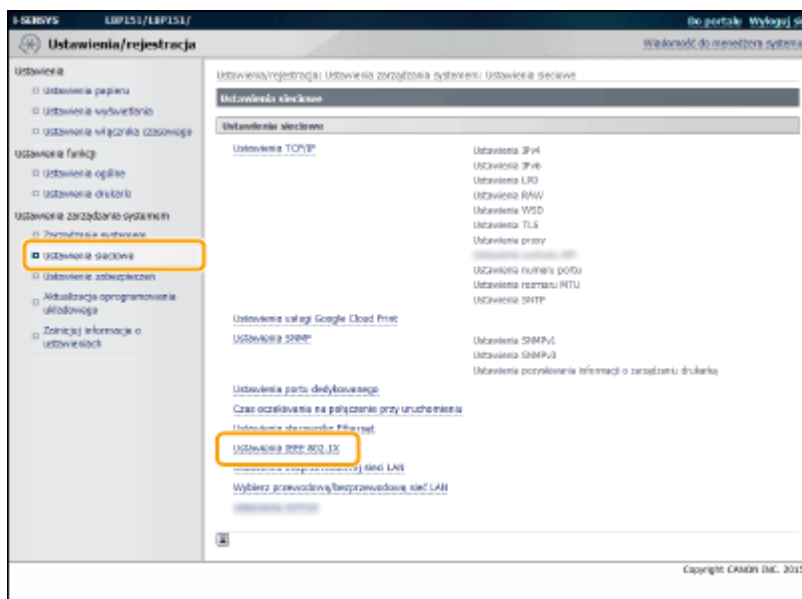 i-SENSYS LBP151/LBP151/ Do portalu Wyloguj si
Ustawienia/rejestracja Wiadomość do menedżera systemu
Ustawienia
Ustawienia papieru
Ustawienia wyświetlania
Ustawienia włącznika czasowego
Ustawienia funkcji
Ustawienia ogólne
Ustawienia drukarki
Ustawienia zarządzania systemem
Zarządzanie systemem
Ustawienia sieciowe
Ustawienia zabezpieczeń
Aktualizacja oprogramowania
układowego
Zainicjuj informacje o
ustawieniach
Ustawienia/rejestracja: Ustawienia zarządzania systemem: Ustawienia sieciowe
Ustawienia sieciowe
Ustawienia sieciowe
Ustawienia TCP/IP Ustawienia IPv4
Ustawienia IPv6
Ustawienia LPD
Ustawienia RAW
Ustawienia WSD
Ustawienia TLS
Ustawienia proxy
Ustawienia numeru portu
Ustawienia rozmiaru MTU
Ustawienia SNTP
Ustawienia usługi Google Cloud Print
Ustawienia SNMP Ustawienia SNMPv1
Ustawienia SNMPv3
Ustawienia pozyskiwania informacji o zarządzaniu drukarką
Ustawienia portu dedykowanego
Czas oczekiwania na połączenie przy uruchomieniu
Ustawienia sterownika Ethernet
Ustawienia IEEE 802.1X
Ustawienia bezprzewodowej sieci LAN
Wybierz przewodową/bezprzewodową sieć LAN
Copyright CANON INC. 2015